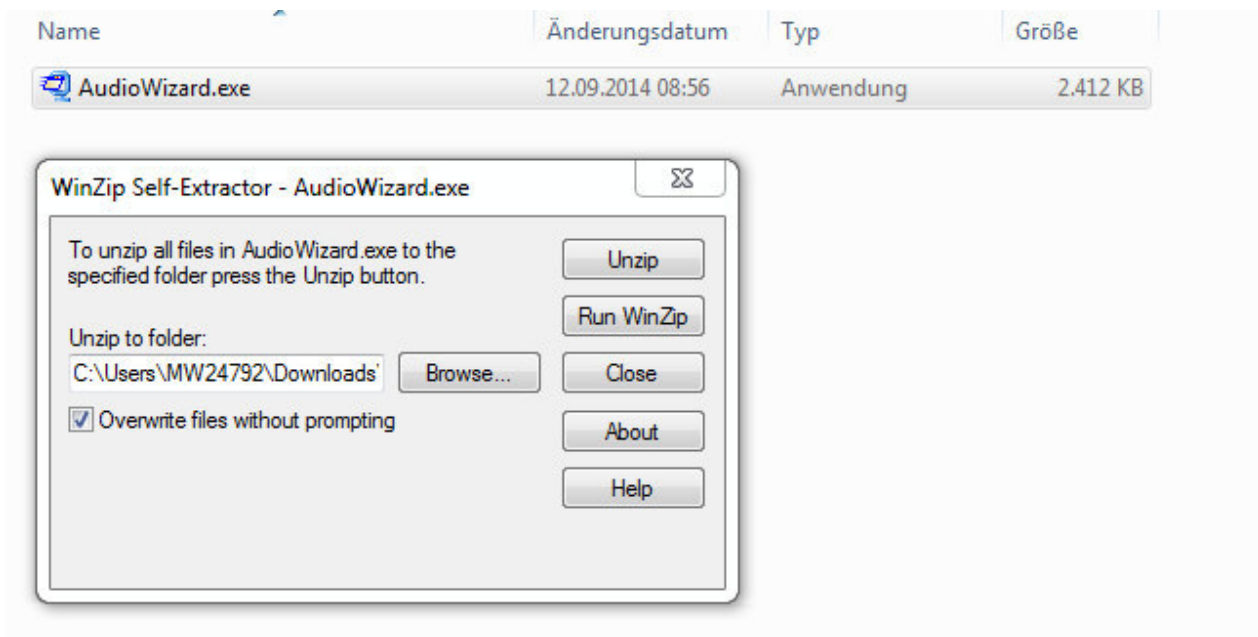 Name Änderungsdatum Typ Größe
AudioWizard.exe 12.09.2014 08:56 Anwendung 2.412 KB
WinZip Self-Extractor - AudioWizard.exe
To unzip all files in AudioWizard.exe to the
specified folder press the Unzip button.
Unzip
Run WinZip
Unzip to folder:
C:\Users\MW24792\Downloads\ Browse... Close
Overwrite files without prompting
About
Help